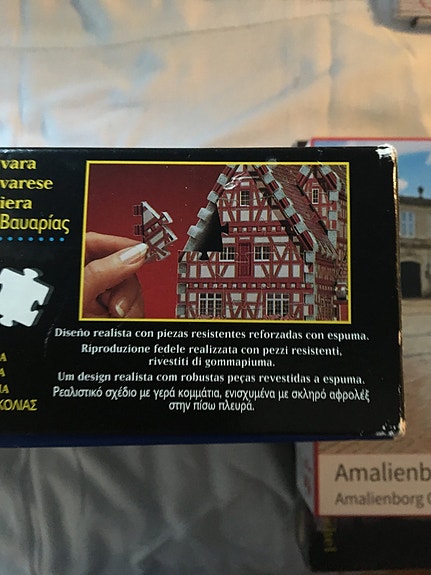 vara
varese
iera
Βαυαρίας
Diseño realista con piezas resistentes reforzadas con espuma.
Riproduzione fedele realizzata con pezzi resistenti,
rivestiti di gommapiuma.
Um design realista com robustas peças revestidas a espuma.
Ρεαλιστικό σχέδιο με γερά κομμάτια, ενισχυμένα με σκληρό αφρολέξ
στην πίσω πλευρά.
A
A
IA
ΚΟΛΙΑΣ
Amalienb
Amalienborg